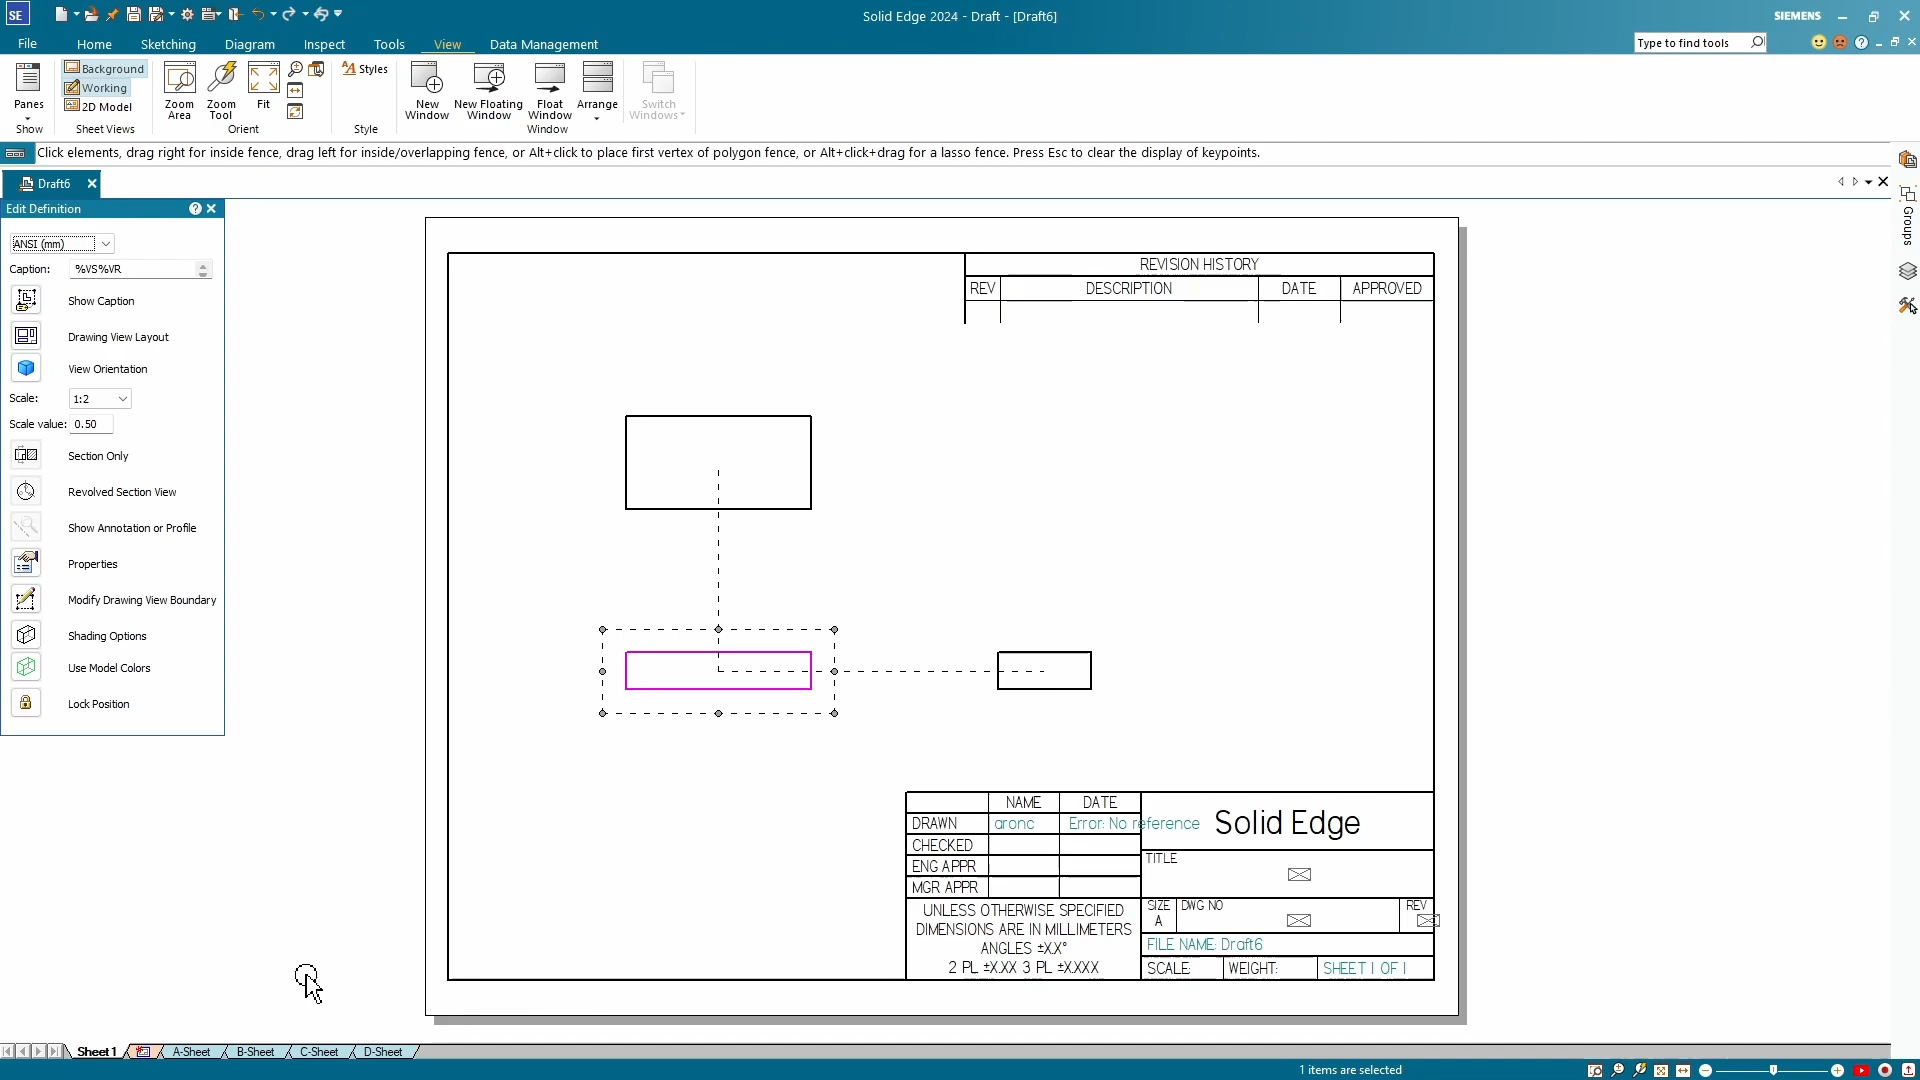 SE
Solid Edge 2024 - Draft - [Draft6]
SIEMENS
File
Home
Sketching
Diagram
Inspect
Tools
View
Data Management
Type to find tools
Panes
Show
Background
Working
2D Model
Sheet Views
Zoom Area
Zoom Tool
Fit
Orient
Styles
Style
New Window
New Floating Window
Float Window
Arrange
Switch Windows
Window
Click elements, drag right for inside fence, drag left for inside/overlapping fence, or Alt+click to place first vertex of polygon fence, or Alt+click+drag for a lasso fence. Press Esc to clear the display of keypoints.
Draft6
Groups
Edit Definition
ANSI (mm)
Caption: %VS%VR
Show Caption
Drawing View Layout
View Orientation
Scale: 1:2
Scale value: 0.50
Section Only
Revolved Section View
Show Annotation or Profile
Properties
Modify Drawing View Boundary
Shading Options
Use Model Colors
Lock Position
REVISION HISTORY
REV DESCRIPTION DATE APPROVED
NAME DATE
DRAWN aronc Error: No reference
CHECKED
ENG APPR
MGR APPR
UNLESS OTHERWISE SPECIFIED
DIMENSIONS ARE IN MILLIMETERS
ANGLES ±X.X°
2 PL ±X.XX 3 PL ±X.XXX
Solid Edge
TITLE
SIZE DWG NO REV
A
FILE NAME: Draft6
SCALE: WEIGHT: SHEET 1 OF 1
Sheet1
A-Sheet
B-Sheet
C-Sheet
D-Sheet
1 items are selected